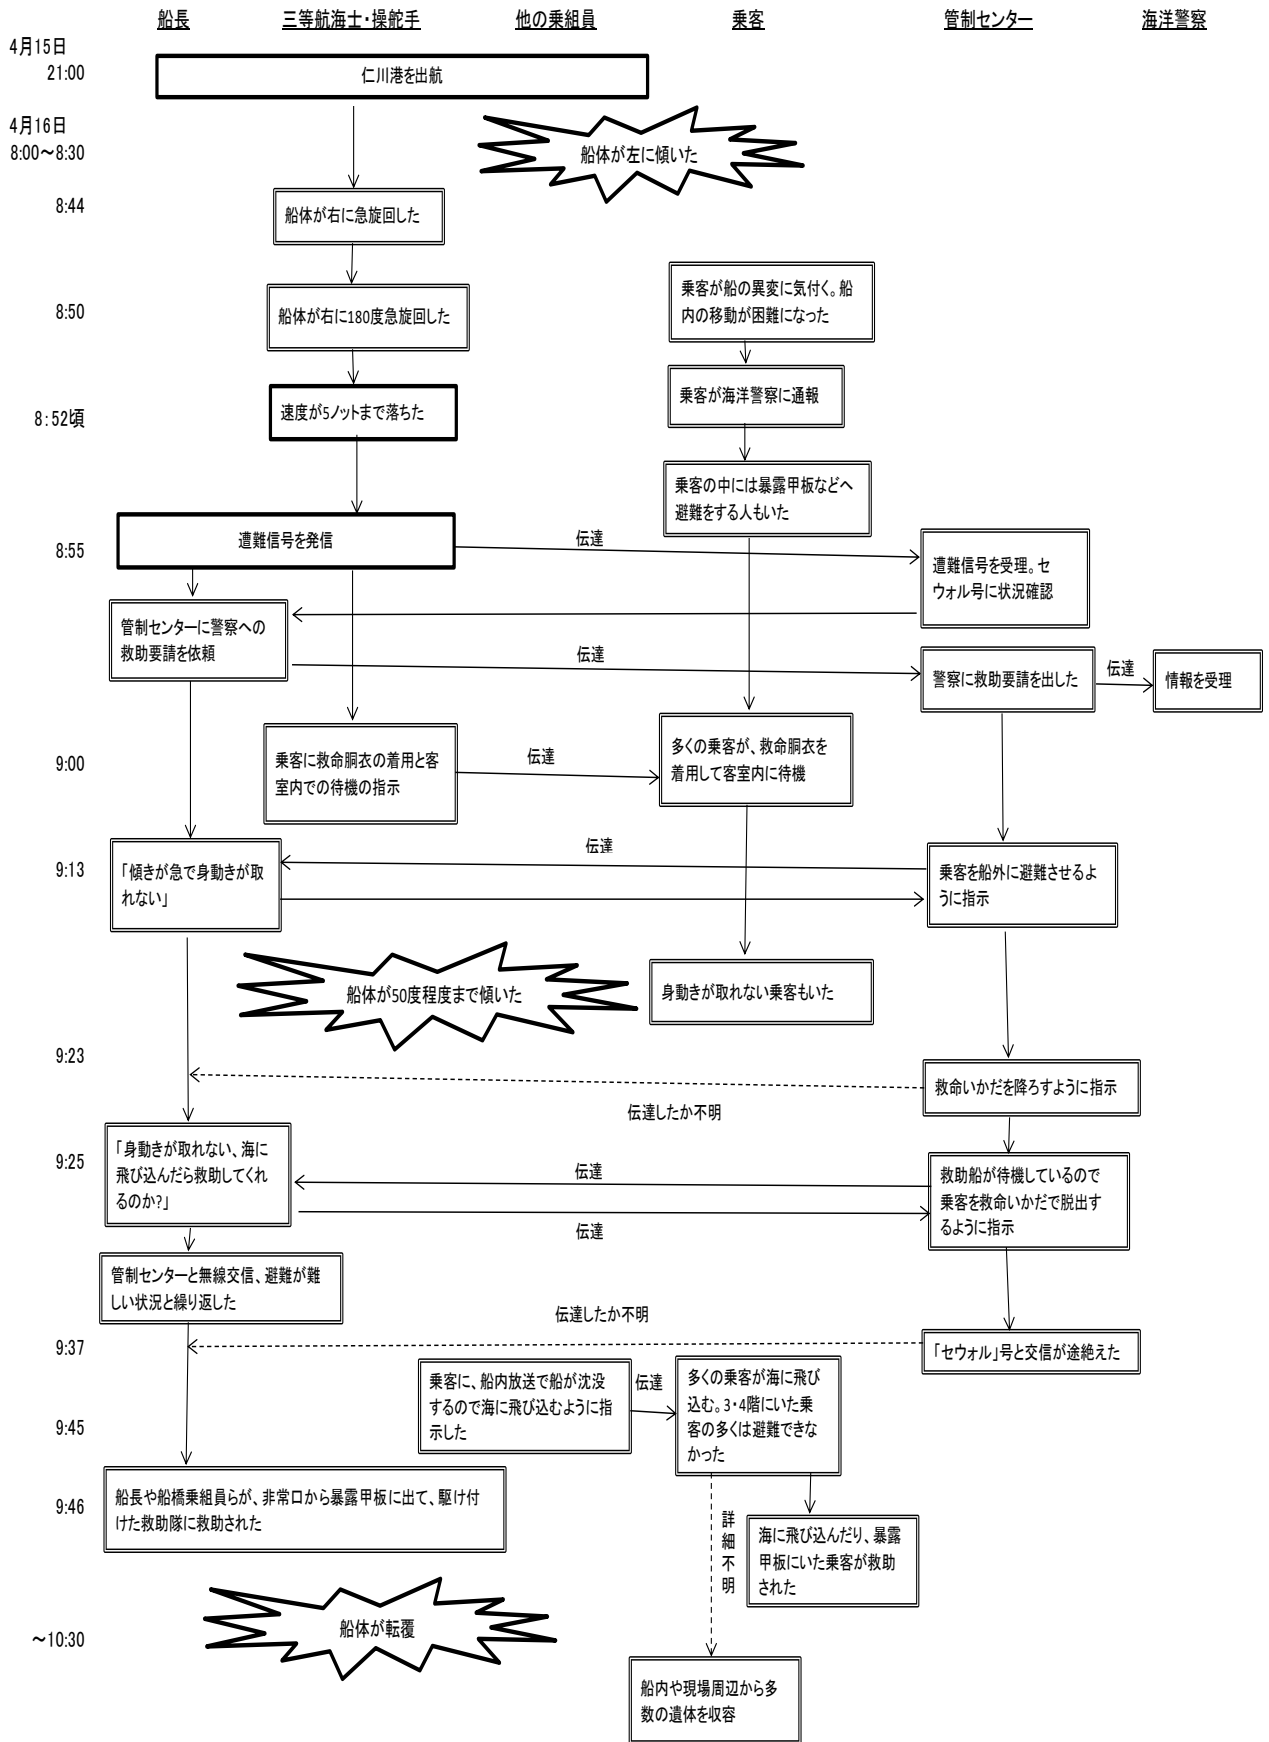 船長
三等航海士・操舵手
他の乗組員
乗客
管制センター
海洋警察
4月15日
21:00
仁川港を出航
4月16日
8:00～8:30
船体が左に傾いた
8:44
船体が右に急旋回した
8:50
船体が右に180度急旋回した
乗客が船の異変に気付く。船
内の移動が困難になった
8:52頃
速度が5ノットまで落ちた
乗客が海洋警察に通報
乗客の中には暴露甲板などへ
避難をする人もいた
8:55
遭難信号を発信
伝達
遭難信号を受理。セ
ウォル号に状況確認
管制センターに警察への
救助要請を依頼
伝達
警察に救助要請を出した
伝達
情報を受理
9:00
乗客に救命胴衣の着用と客
室内での待機の指示
伝達
多くの乗客が、救命胴衣を
着用して客室内に待機
9:13
「傾きが急で身動きが取
れない」
伝達
乗客を船外に避難させるよ
うに指示
船体が50度程度まで傾いた
身動きが取れない乗客もいた
9:23
救命いかだを降ろすように指示
伝達したか不明
9:25
「身動きが取れない、海に
飛び込んだら救助してくれ
るのか?」
伝達
伝達
救助船が待機しているので
乗客を救命いかだで脱出す
るように指示
管制センターと無線交信、避難が難
しい状況と繰り返した
伝達したか不明
9:37
「セウォル」号と交信が途絶えた
9:45
乗客に、船内放送で船が沈没
するので海に飛び込むように指
示した
伝達
多くの乗客が海に飛び
込む。3・4階にいた乗
客の多くは避難できな
かった
9:46
船長や船橋乗組員らが、非常口から暴露甲板に出て、駆け付
けた救助隊に救助された
詳細不明
海に飛び込んだり、暴露
甲板にいた乗客が救助
された
船体が転覆
～10:30
船内や現場周辺から多
数の遺体を収容